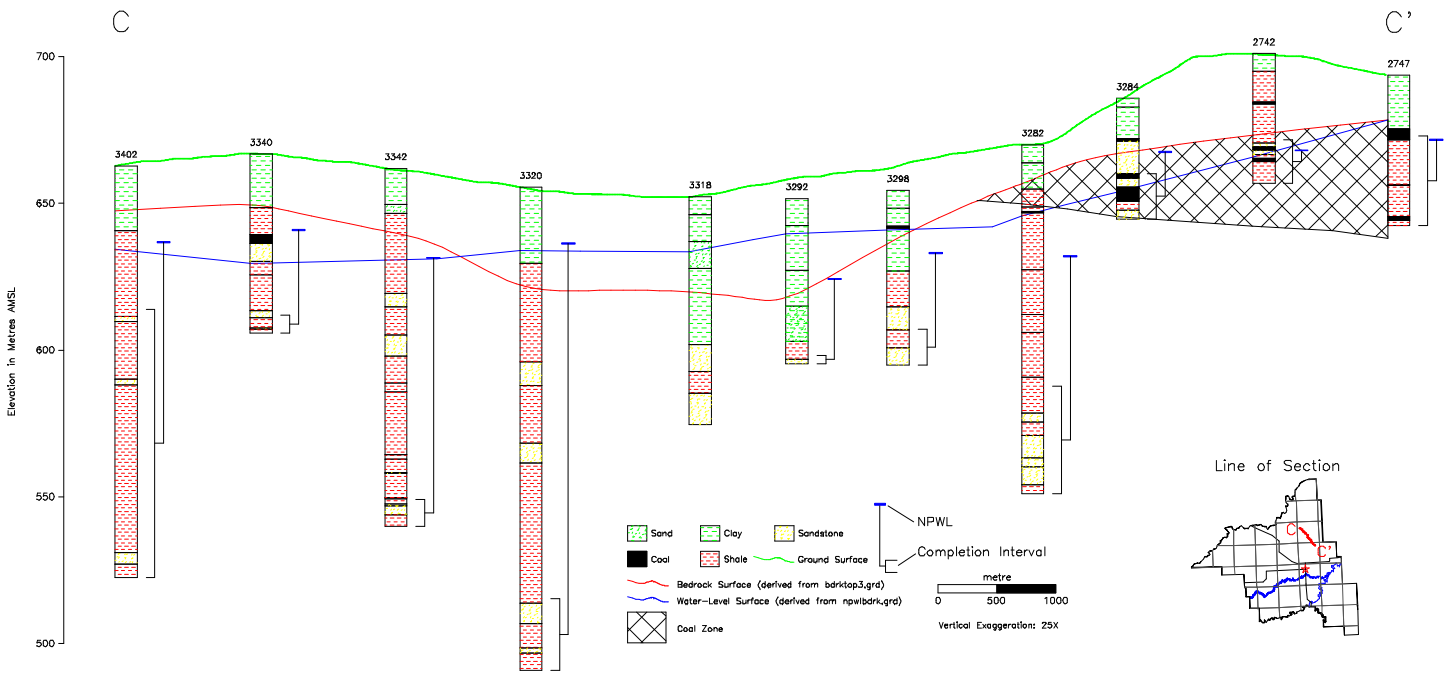 C
C'
700
650
600
550
500
Elevation in Metres AMSL
3402
3340
3342
3320
3318
3292
3298
3282
3284
2742
2747
Sand
Clay
Sandstone
Coal
Shale
Ground Surface
Bedrock Surface (derived from bdrktop3,grd)
Water-Level Surface (derived from npwlbdrk,grd)
Coal Zone
NPWL
Completion Interval
metre
0 500 1000
Vertical Exaggeration: 25X
Line of Section
C
C'